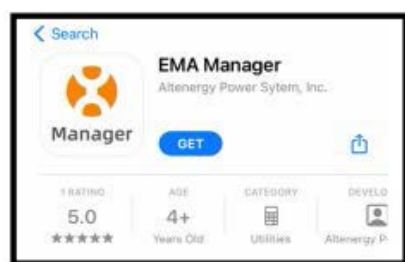 Search
EMA Manager
Altenergy Power Sytem, Inc.
Manager
GET
1 RATING AGE CATEGORY DEVELO
5.0 4+
Years Old Utilities Altenergy P